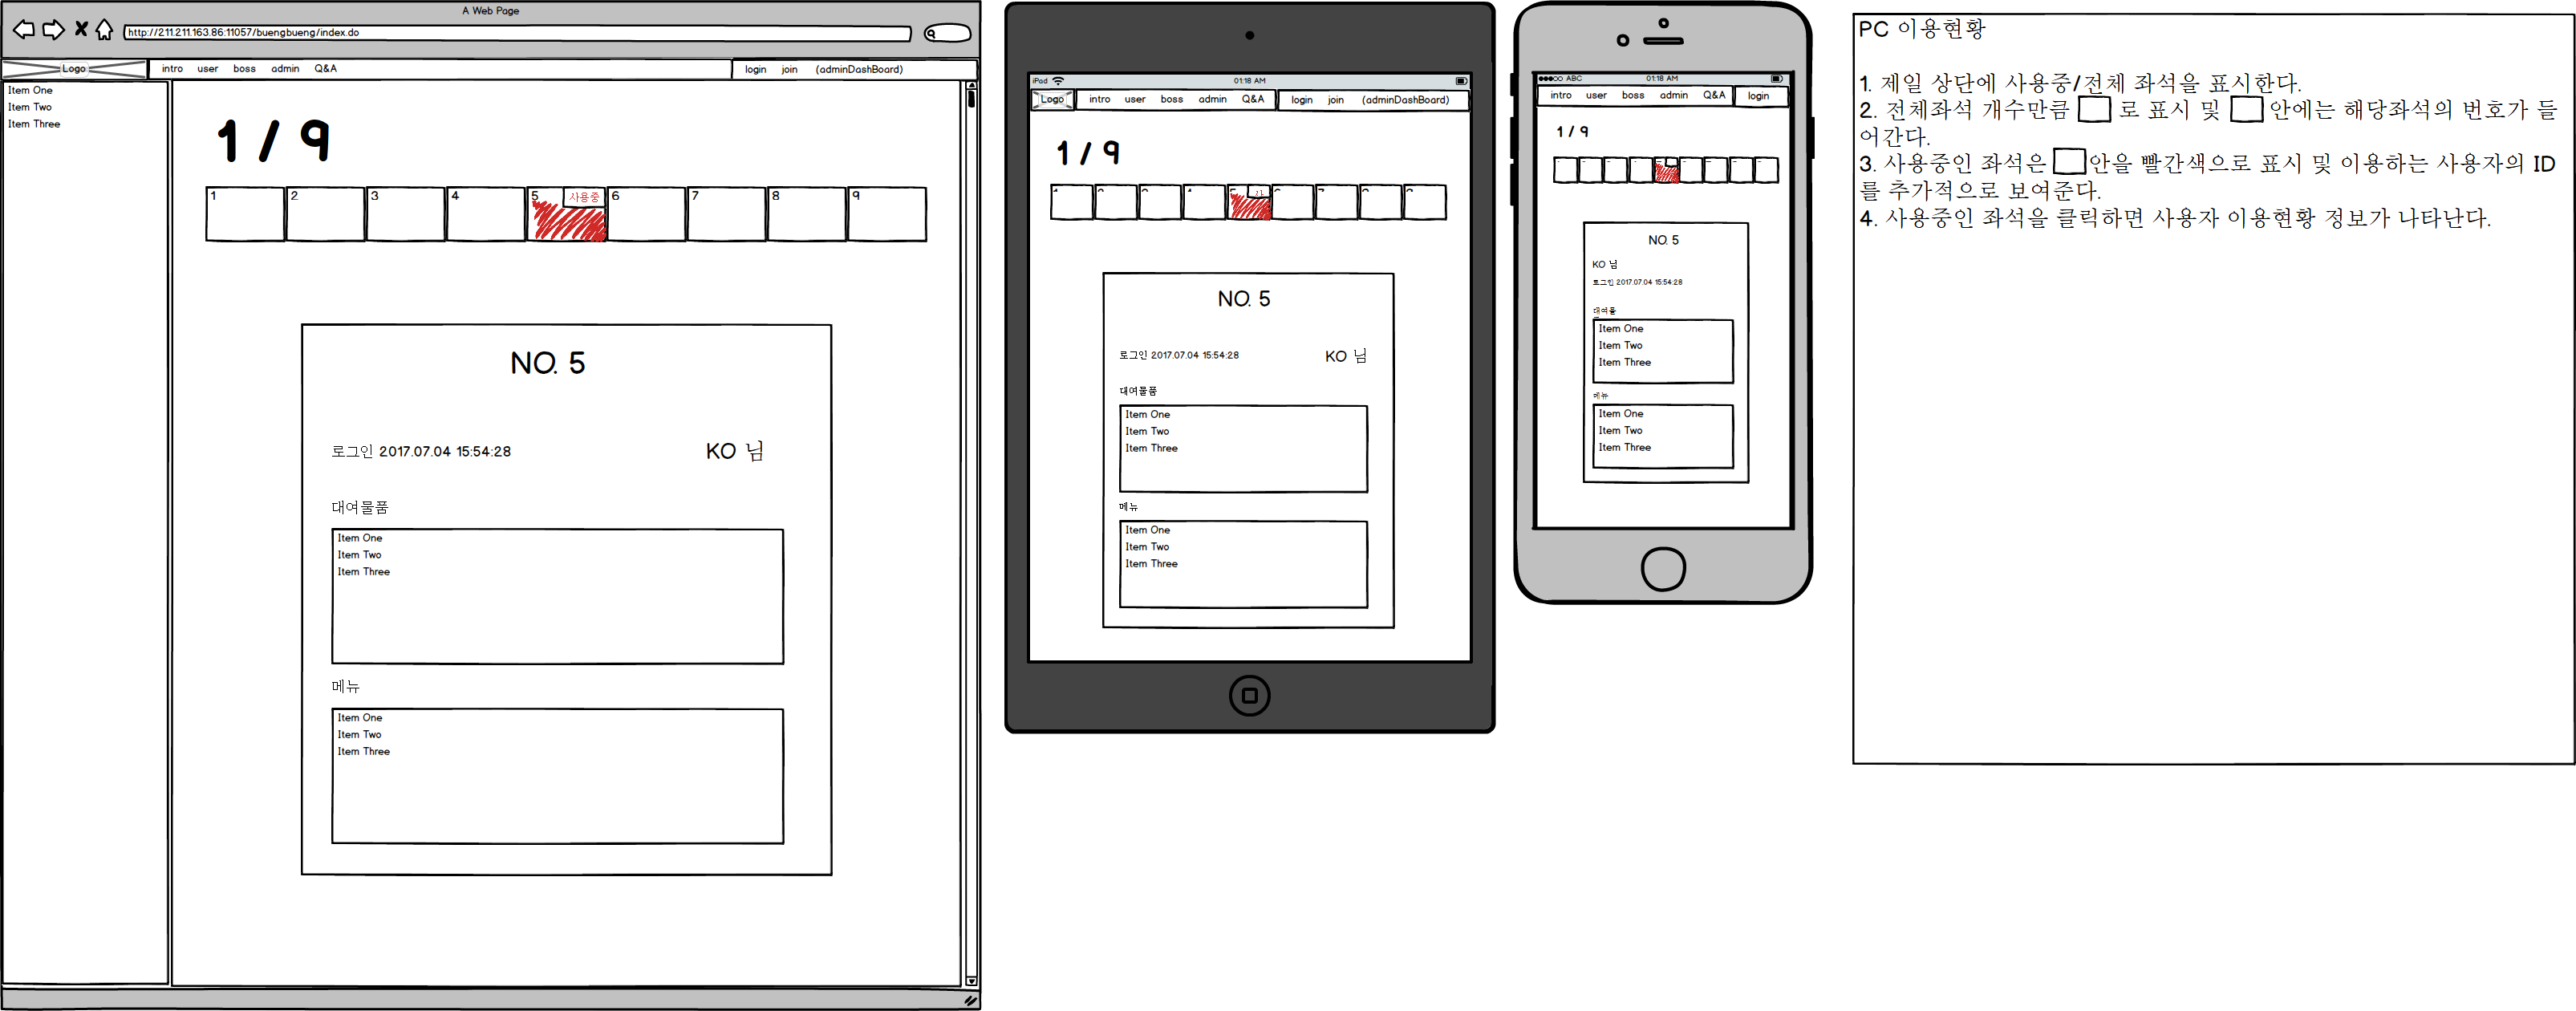 A Web Page
http://211.211.163.86:11057/buengbueng/index.do
Logo intro user boss admin Q&A login join (adminDashBoard)
Item One
Item Two
Item Three
1 / 9
1 2 3 4 5 사용중 6 7 8 9
NO. 5
로그인 2017.07.04 15:54:28 KO 님
대여물품
Item One
Item Two
Item Three
메뉴
Item One
Item Two
Item Three
iPad 01:18 AM
Logo intro user boss admin Q&A login join (adminDashBoard)
1 / 9
NO. 5
로그인 2017.07.04 15:54:28 KO 님
대여물품
Item One
Item Two
Item Three
메뉴
Item One
Item Two
Item Three
ABC 01:18 AM
intro user boss admin Q&A login
1 / 9
NO. 5
KO 님
로그인 2017.07.04 15:54:28
대여물
Item One
Item Two
Item Three
메뉴
Item One
Item Two
Item Three
PC 이용현황
1. 제일 상단에 사용중/전체 좌석을 표시한다.
2. 전체좌석 개수만큼 로 표시 및 안에는 해당좌석의 번호가 들
어간다.
3. 사용중인 좌석은 안을 빨간색으로 표시 및 이용하는 사용자의 ID
를 추가적으로 보여준다.
4. 사용중인 좌석을 클릭하면 사용자 이용현황 정보가 나타난다.